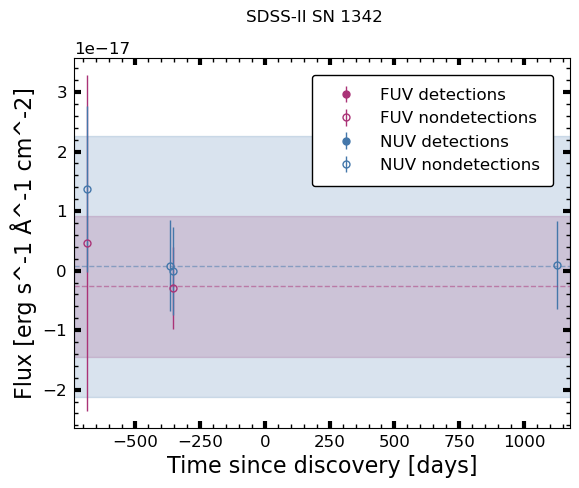 SDSS-II SN 1342
1e−17
FUV detections
FUV nondetections
NUV detections
NUV nondetections
3
2
1
0
−1
−2
Flux [erg s^-1 Å^-1 cm^-2]
−500 −250 0 250 500 750 1000
Time since discovery [days]